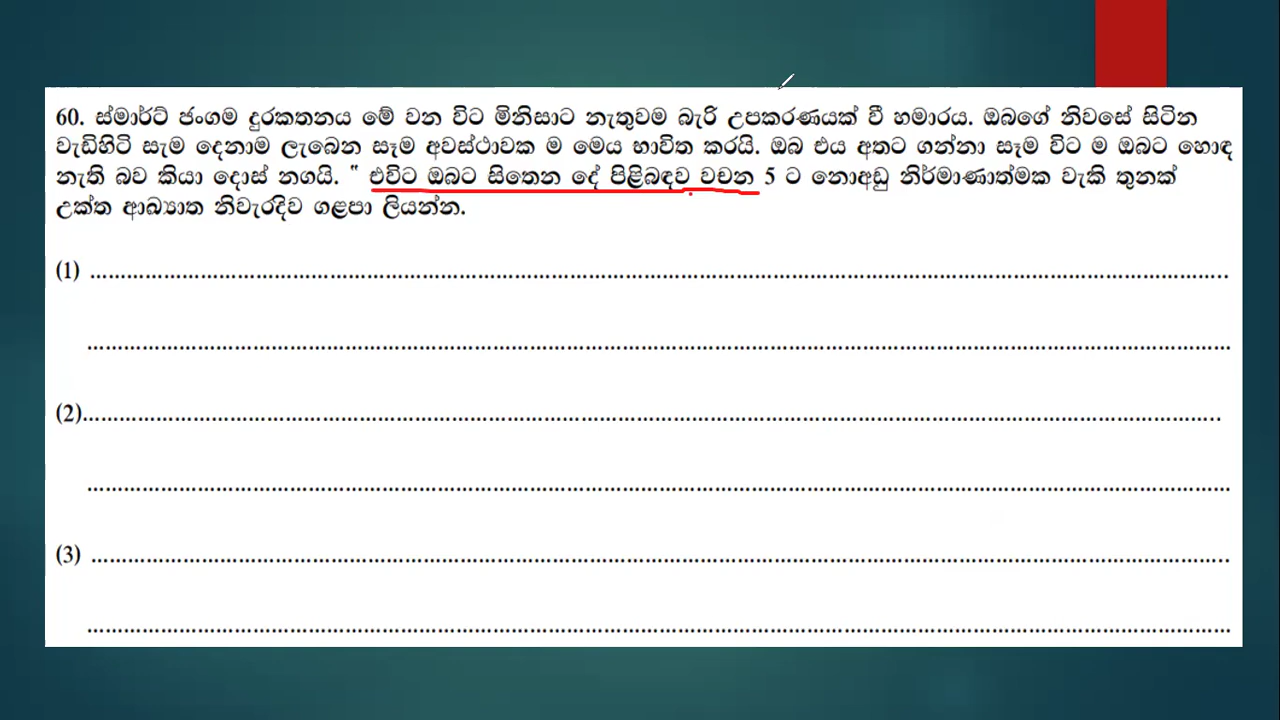 60. ස්මාර්ට් ජංගම දුරකතනය මේ වන විට මිනිසාට නැතුවම බැරි උපකරණයක් වී හමාරය. ඔබගේ නිවසේ සිටින
වැඩිහිටි සැම දෙනාම ලැබෙන සෑම අවස්ථාවක ම මෙය භාවිත කරයි. ඔබ එය අතට ගන්නා සෑම විට ම ඔබට හොඳ
නැති බව කියා දොස් නගයි. “ එවිට ඔබට සිතෙන දේ පිළිබඳව වචන 5 ට නොඅඩු නිර්මාණාත්මක වැකි තුනක්
උක්ත ආඛ්‍යාත නිවැරදිව ගළපා ලියන්න.
(1) ........................................................................................................................
........................................................................................................................
(2)........................................................................................................................
........................................................................................................................
(3) ........................................................................................................................
........................................................................................................................